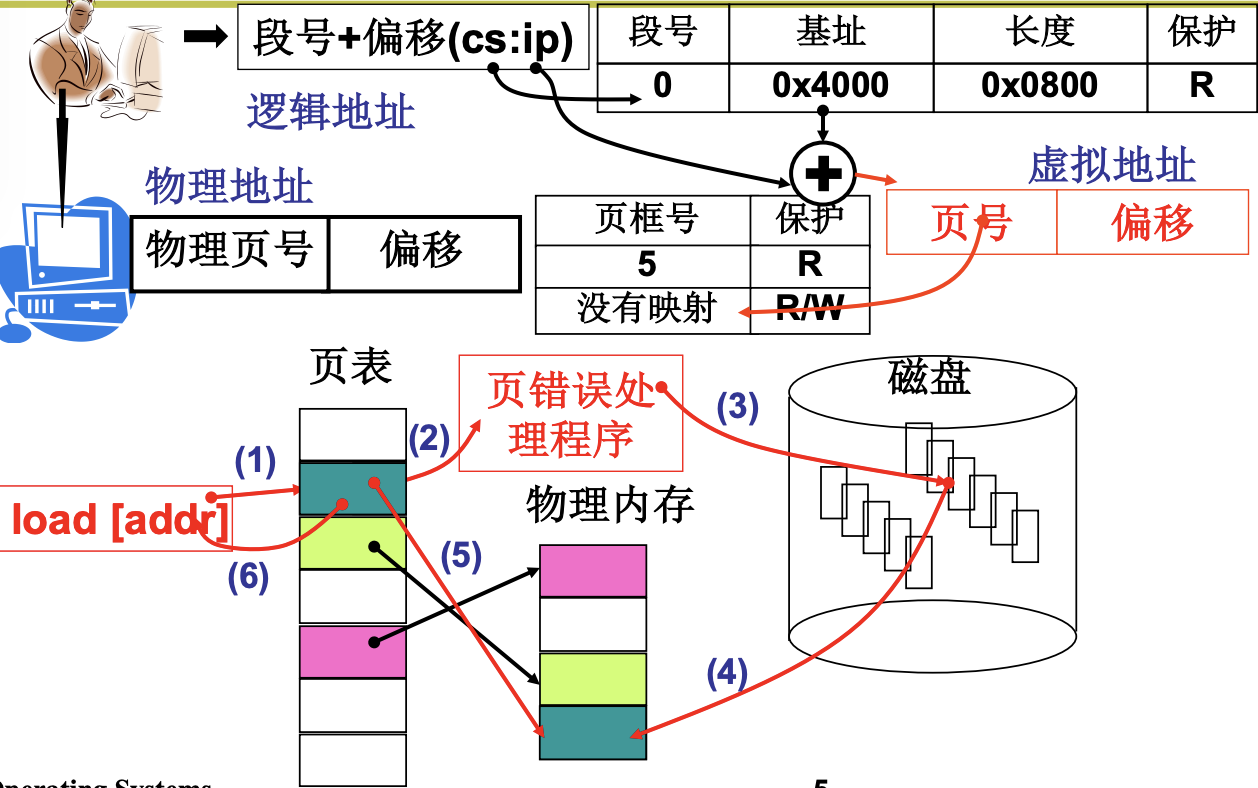 段号+偏移(cs:ip)
段号 基址 长度 保护
0 0x4000 0x0800 R
逻辑地址
物理地址
虚拟地址
物理页号 偏移
页框号 保护
5 R
没有映射 R/W
页号 偏移
页表
页错误处
理程序
磁盘
(1)
(2)
(3)
load [addr]
物理内存
(5)
(6)
(4)
Operating Systems
5